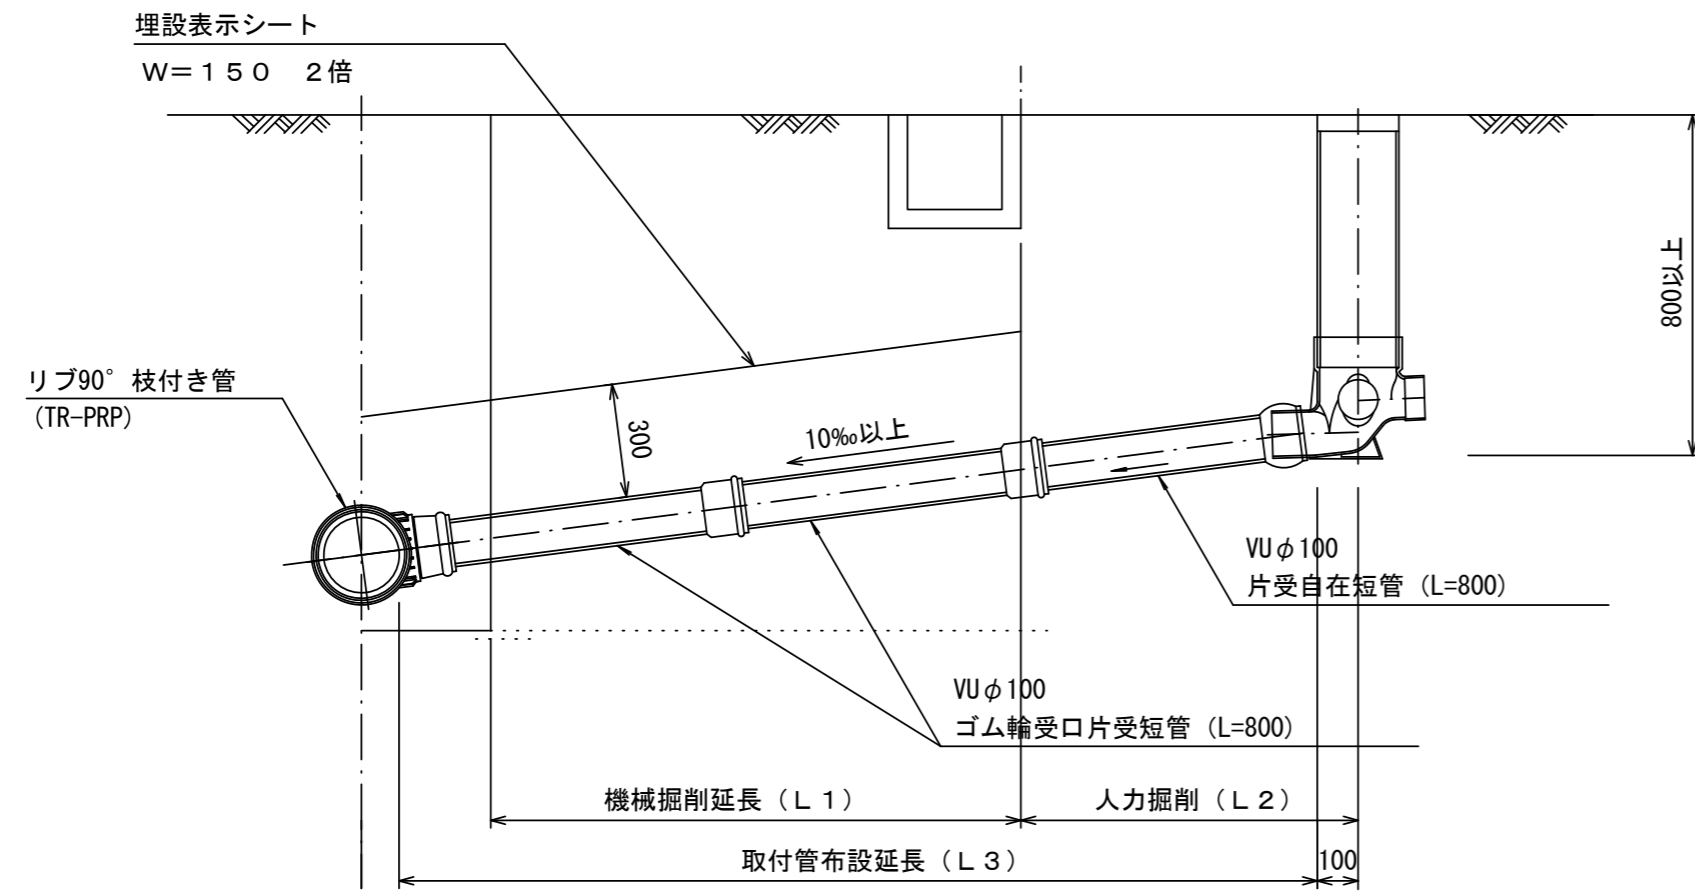 埋設表示シート
W=150 2倍
リブ90° 枝付き管
(TR-PRP)
300
10‰以上
800以上
VUφ100
片受自在短管 (L=800)
VUφ100
ゴム輪受口片受短管 (L=800)
機械掘削延長(L1)
人力掘削(L2)
取付管布設延長(L3)
100